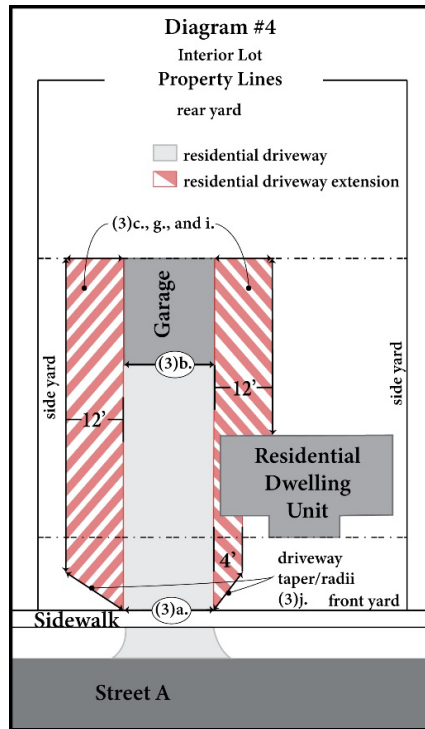 Diagram #4
Interior Lot
Property Lines
rear yard
residential driveway
residential driveway extension
(3)c., g., and i.
Garage
(3)b.
side yard
side yard
12’
12’
Residential
Dwelling
Unit
4’
driveway
taper/radii
(3)j.
front yard
(3)a.
Sidewalk
Street A